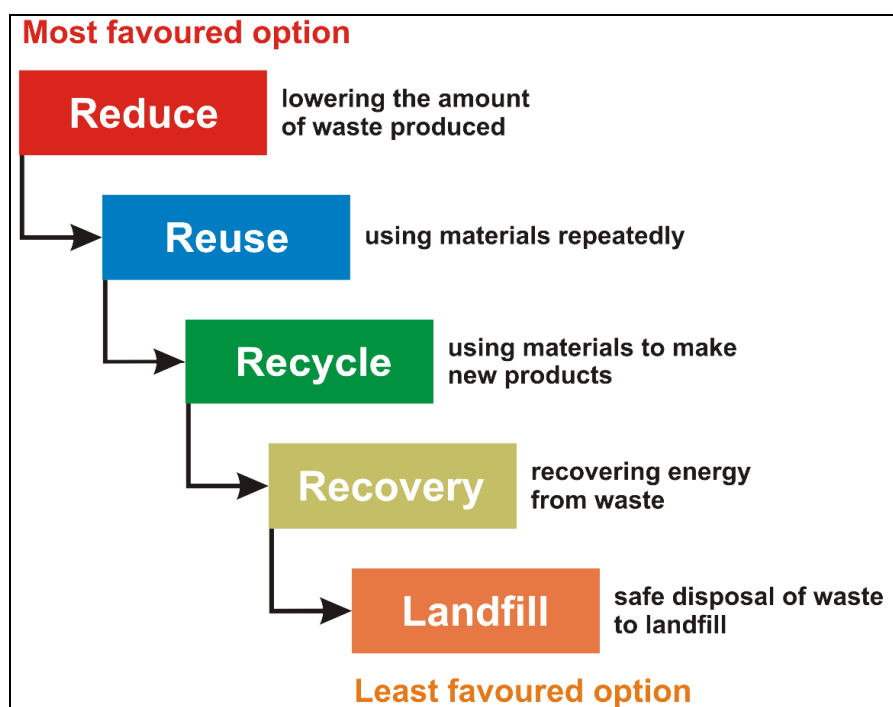 Most favoured option
Reduce
lowering the amount
of waste produced
Reuse
using materials repeatedly
Recycle
using materials to make
new products
Recovery
recovering energy
from waste
Landfill
safe disposal of waste
to landfill
Least favoured option